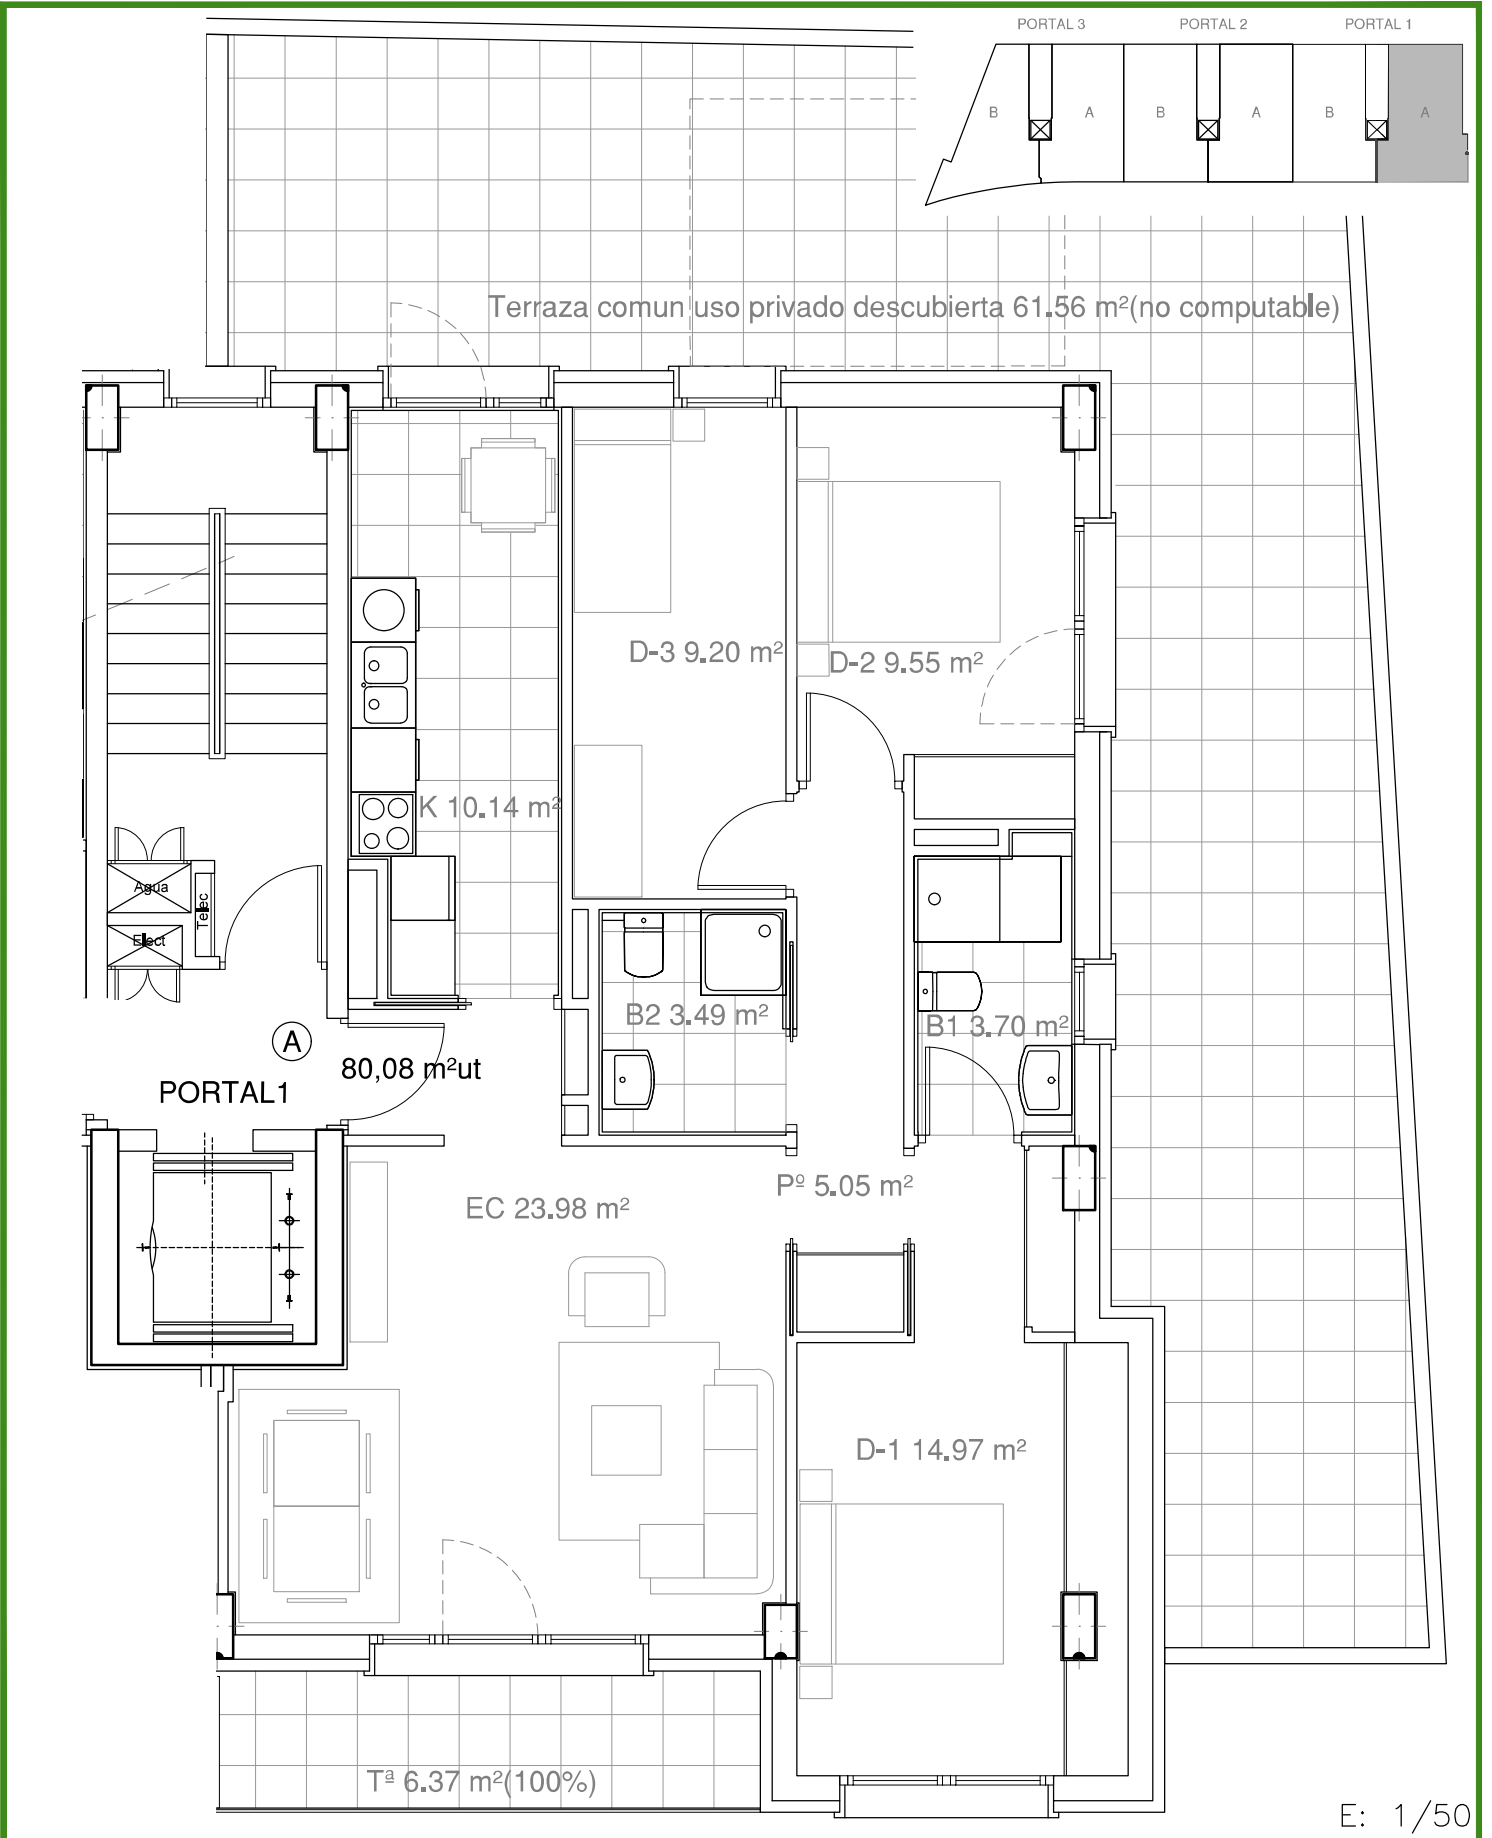 PORTAL 3 PORTAL 2 PORTAL 1
B A B A B A
Terraza comun uso privado descubierta 61.56 m²(no computable)
D-3 9.20 m²
D-2 9.55 m²
K 10.14 m²
Agua
Telec
Elect
B2 3.49 m²
B1 3.70 m²
A
80,08 m²ut
PORTAL1
Pº 5.05 m²
EC 23.98 m²
D-1 14.97 m²
Tª 6.37 m²(100%)
E: 1/50